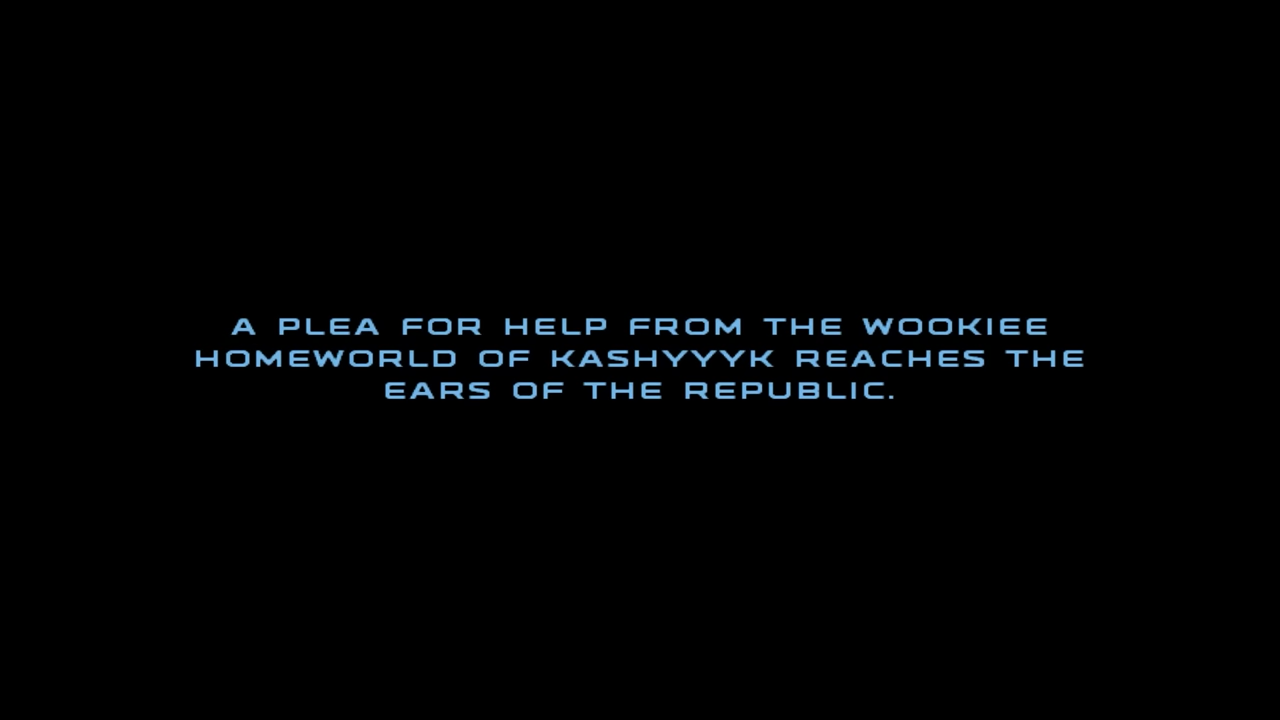 A PLEA FOR HELP FROM THE WOOKIEE
HOMEWORLD OF KASHYYYK REACHES THE
EARS OF THE REPUBLIC.